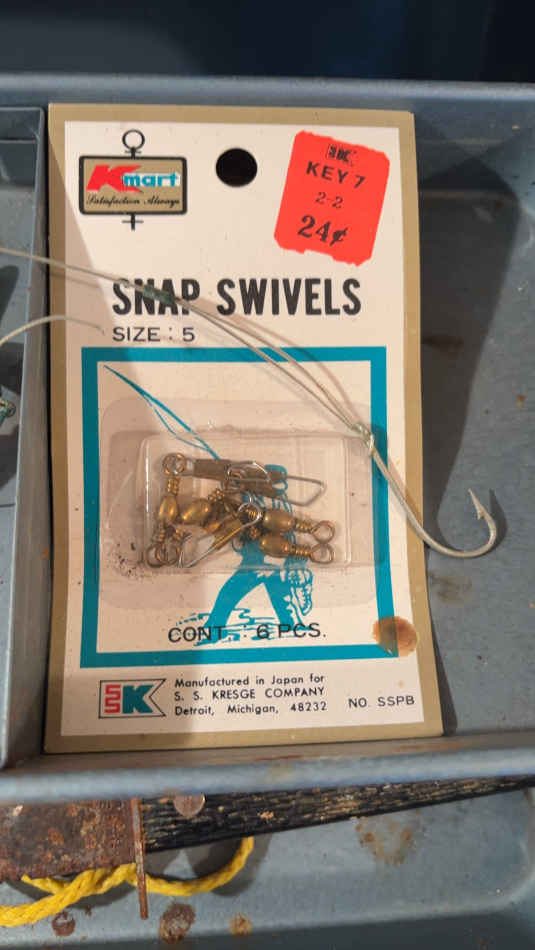 Kmart
Satisfaction Always
KEY 7
2-2
24¢
SNAP SWIVELS
SIZE : 5
CONT : 6 PCS.
SSK
Manufactured in Japan for
S. S. KRESGE COMPANY
Detroit, Michigan, 48232
NO. SSPB